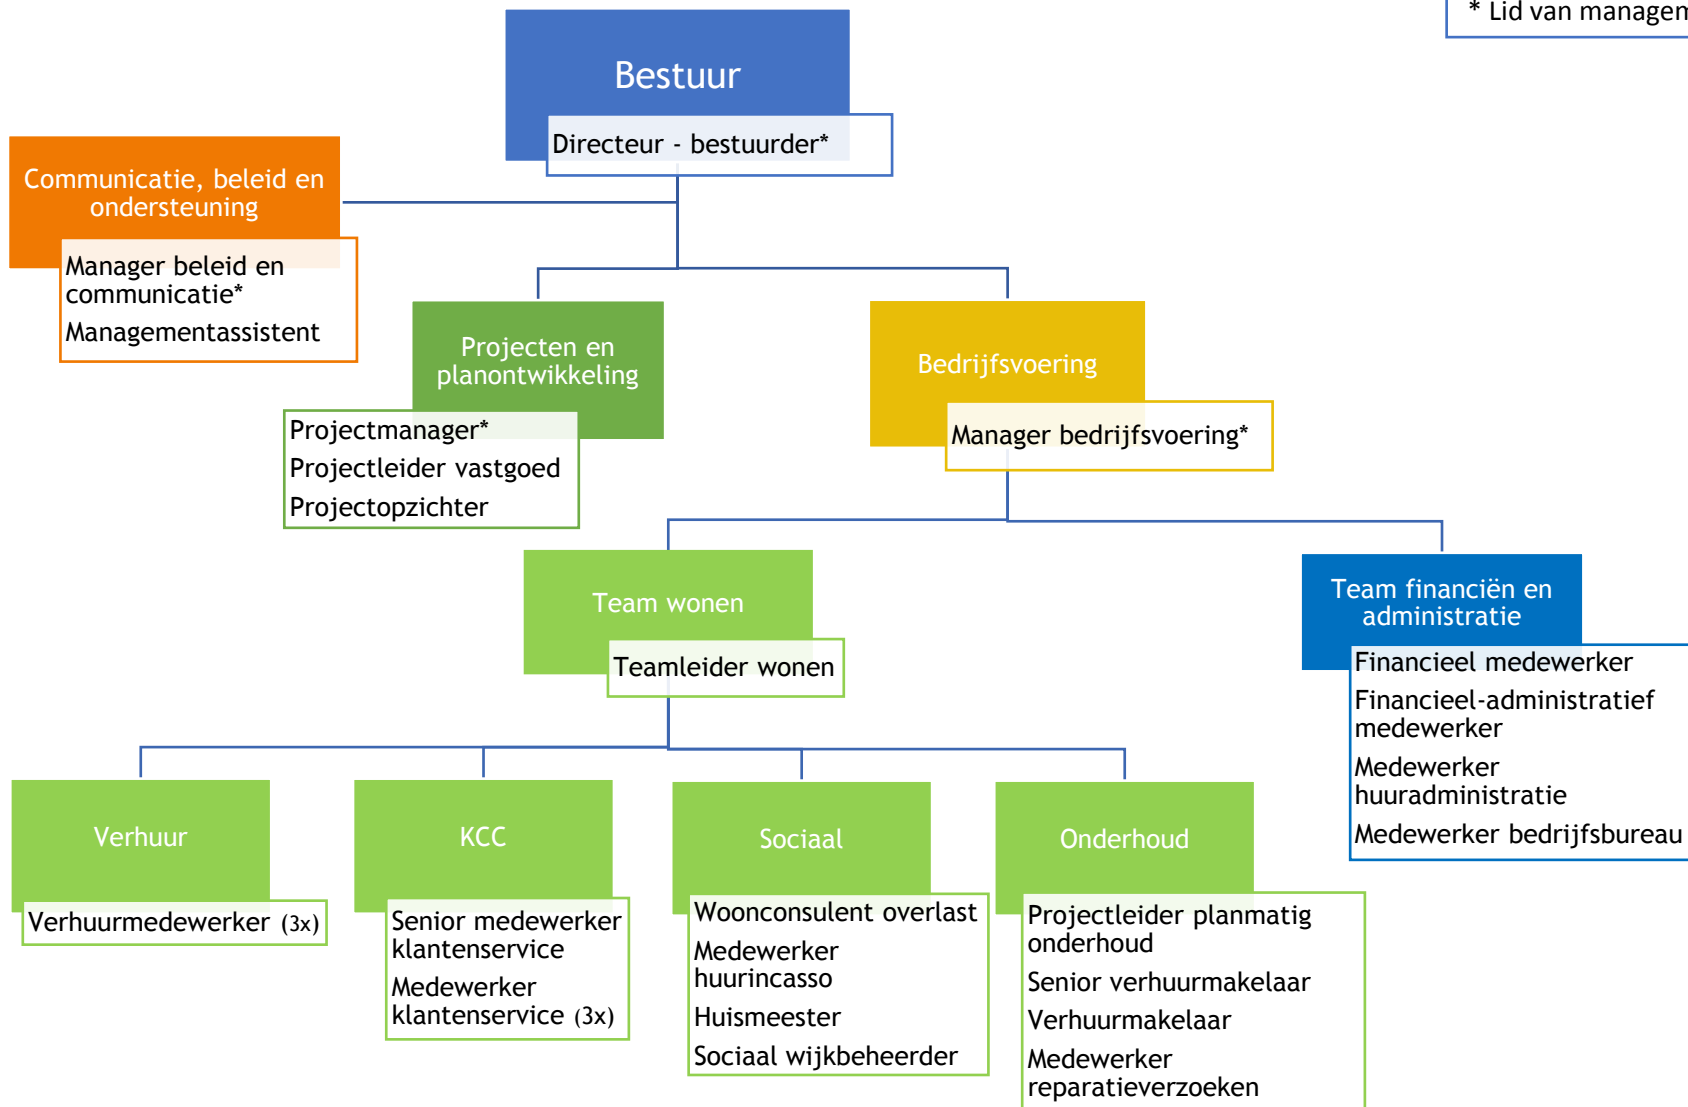 * Lid van managem
Bestuur
Directeur - bestuurder*
Communicatie, beleid en
ondersteuning
Manager beleid en
communicatie*
Managementassistent
Projecten en
planontwikkeling
Projectmanager*
Projectleider vastgoed
Projectopzichter
Bedrijfsvoering
Manager bedrijfsvoering*
Team wonen
Teamleider wonen
Team financiën en
administratie
Financieel medewerker
Financieel-administratief
medewerker
Medewerker
huuradministratie
Medewerker bedrijfsbureau
Verhuur
Verhuurmedewerker (3x)
KCC
Senior medewerker
klantenservice
Medewerker
klantenservice (3x)
Sociaal
Woonconsulent overlast
Medewerker
huurincasso
Huismeester
Sociaal wijkbeheerder
Onderhoud
Projectleider planmatig
onderhoud
Senior verhuurmakelaar
Verhuurmakelaar
Medewerker
reparatieverzoeken